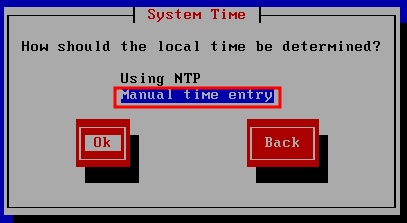 System Time
How should the local time be determined?
Using NTP
Manual time entry
Ok
Back